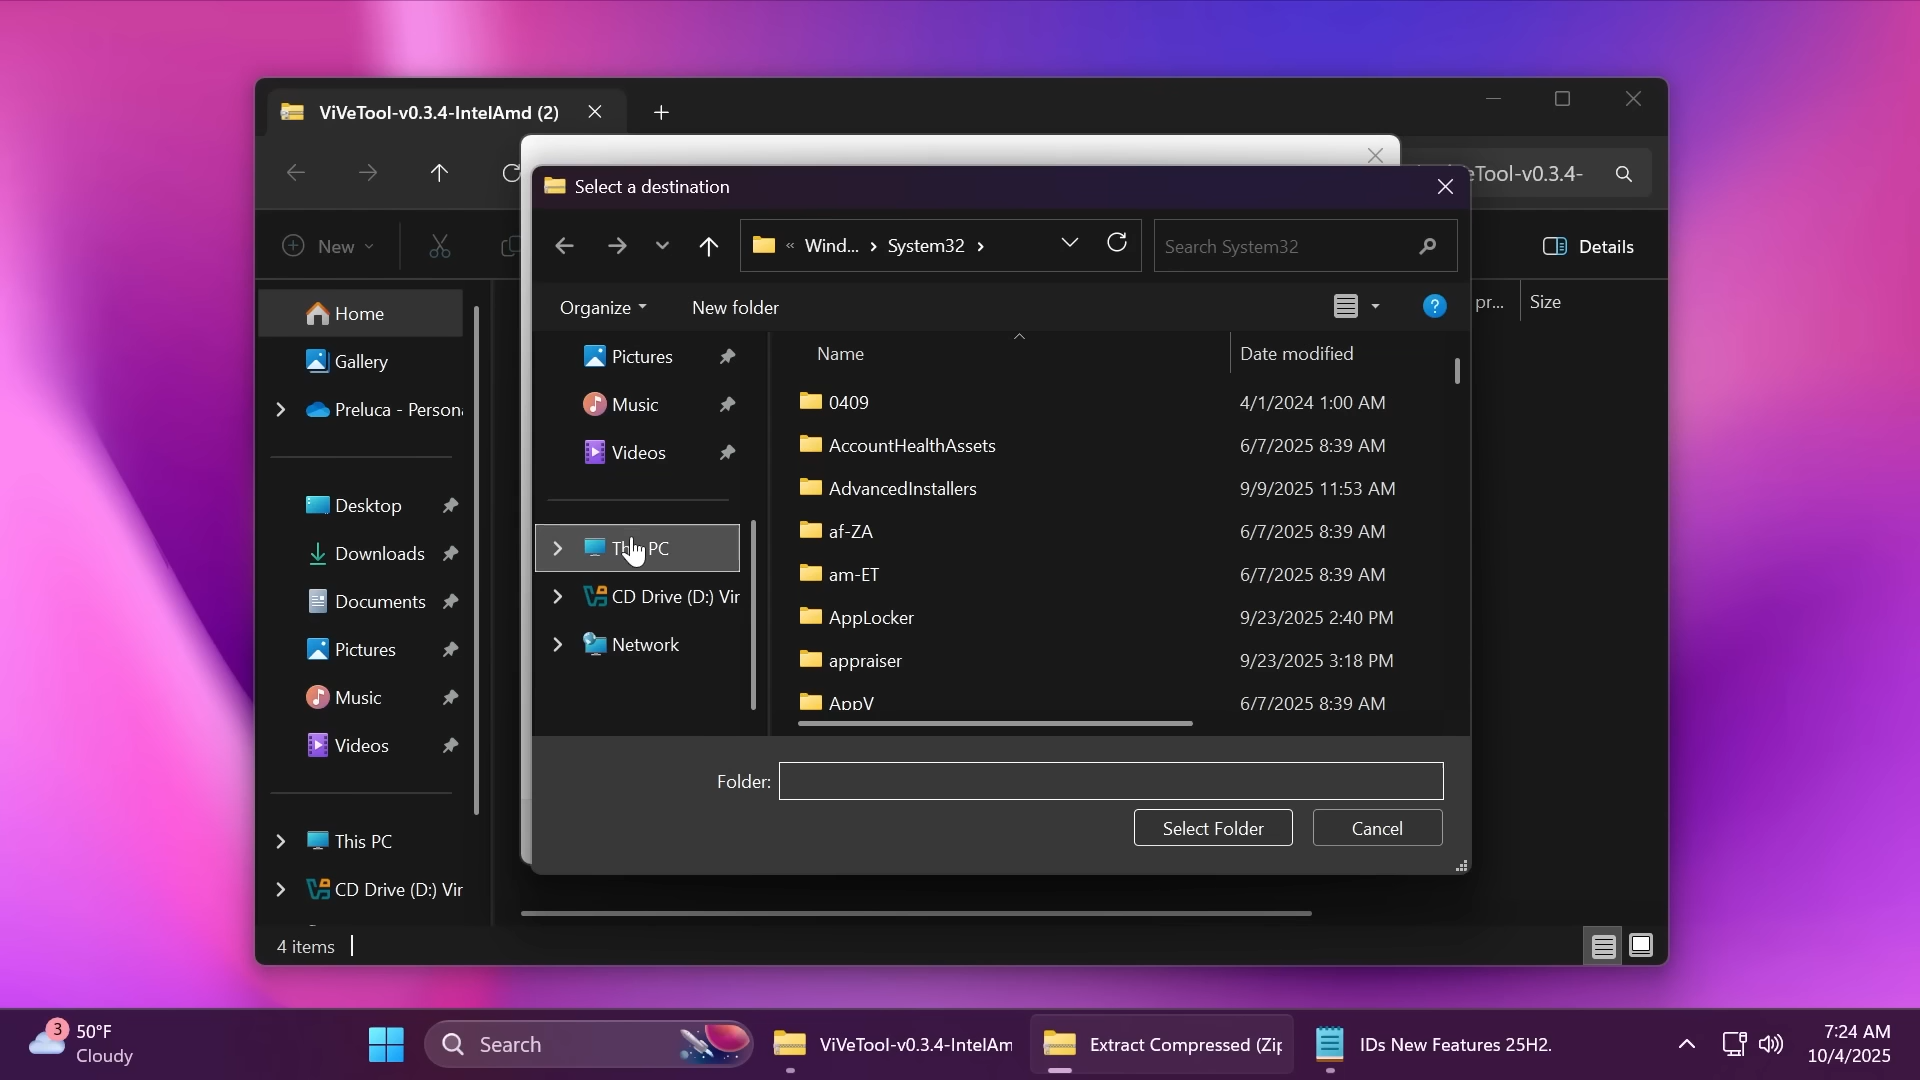 ViVeTool-v0.3.4-IntelAmd (2)
eTool-v0.3.4-
New
Details
Home
Gallery
Preluca - Person
Desktop
Downloads
Documents
Pictures
Music
Videos
This PC
CD Drive (D:) Vir
4 items
pr...
Size
Select a destination
« Wind... › System32 ›
Search System32
Organize
New folder
?
Pictures
Music
Videos
This PC
CD Drive (D:) Vir
Network
Name
Date modified
0409
4/1/2024 1:00 AM
AccountHealthAssets
6/7/2025 8:39 AM
AdvancedInstallers
9/9/2025 11:53 AM
af-ZA
6/7/2025 8:39 AM
am-ET
6/7/2025 8:39 AM
AppLocker
9/23/2025 2:40 PM
appraiser
9/23/2025 3:18 PM
AppV
6/7/2025 8:39 AM
Folder:
Select Folder
Cancel
3
50°F
Cloudy
Search
ViVeTool-v0.3.4-IntelAm
Extract Compressed (Zip
IDs New Features 25H2.
7:24 AM
10/4/2025